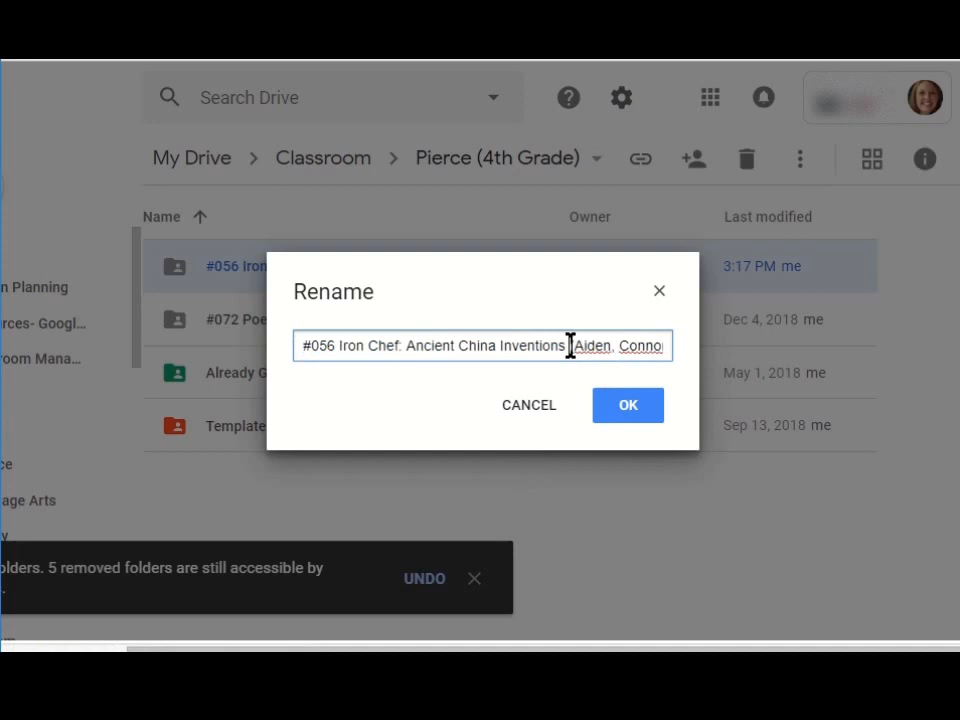 Search Drive
My Drive > Classroom > Pierce (4th Grade)
Name Owner Last modified
n Planning
#056 Iron 3:17 PM me
rces- Googl...
#072 Poe Dec 4, 2018 me
room Mana...
Already G May 1, 2018 me
Template Sep 13, 2018 me
Rename
#056 Iron Chef: Ancient China Inventions Aiden, Conno
CANCEL OK
ce
age Arts
y
olders. 5 removed folders are still accessible by
.
UNDO